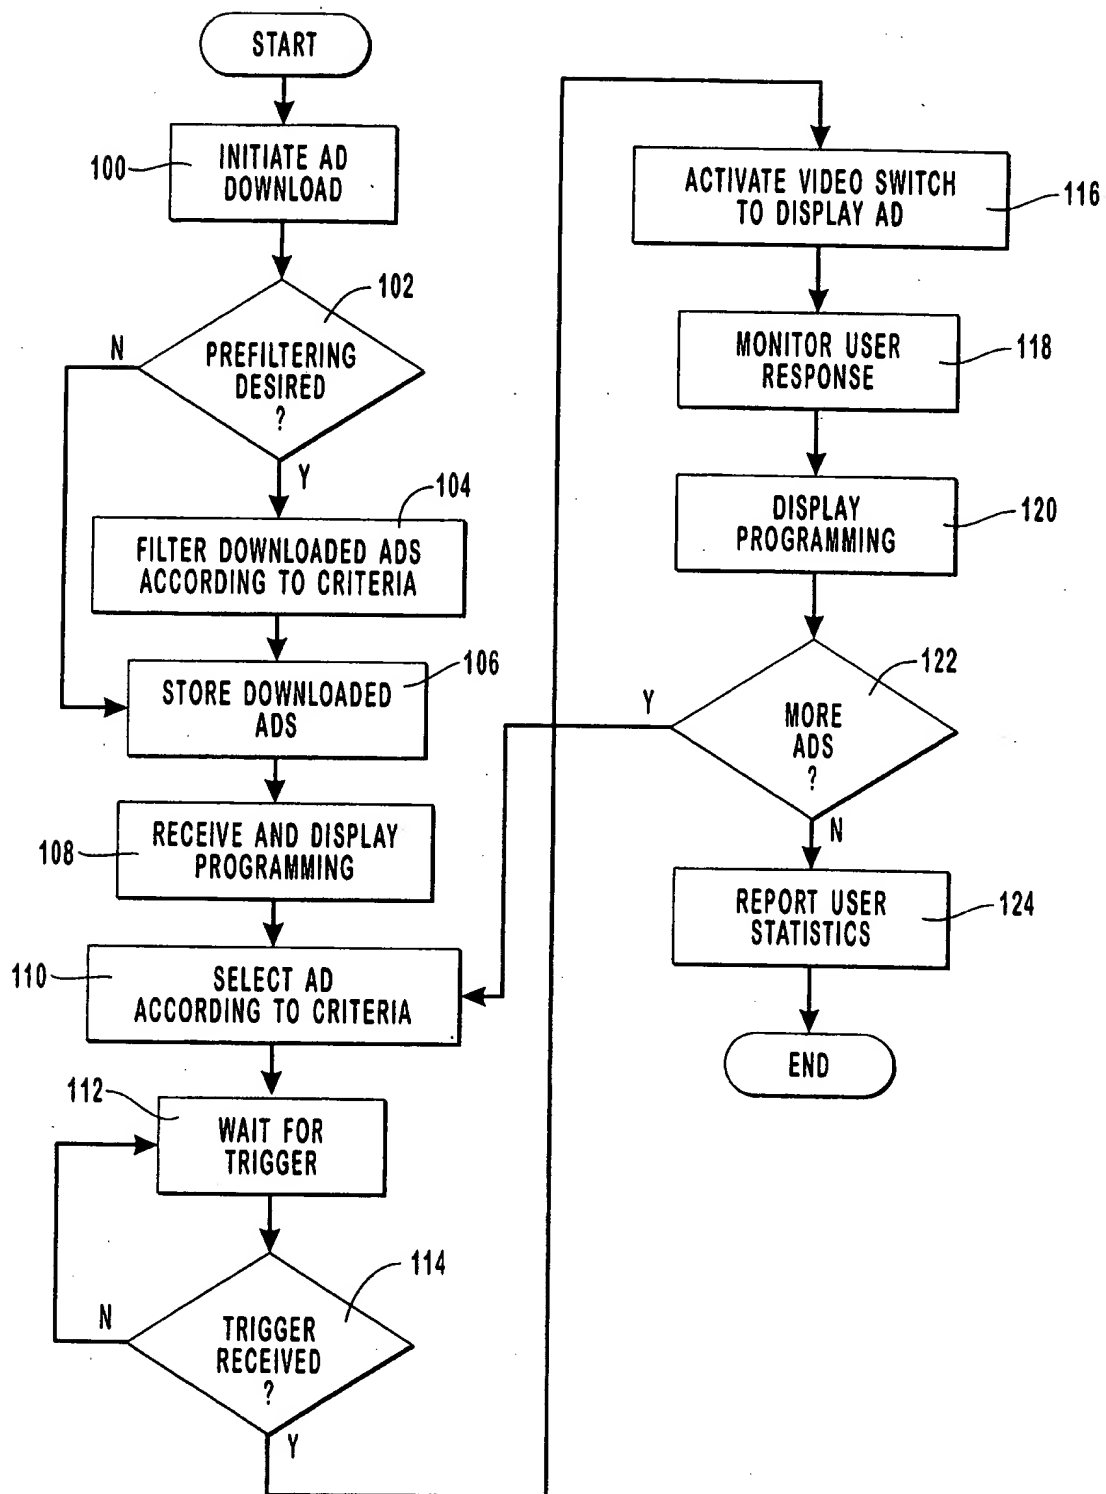 START
100
INITIATE AD
DOWNLOAD
102
N
PREFILTERING
DESIRED
?
Y
104
FILTER DOWNLOADED ADS
ACCORDING TO CRITERIA
106
STORE DOWNLOADED
ADS
108
RECEIVE AND DISPLAY
PROGRAMMING
110
SELECT AD
ACCORDING TO CRITERIA
112
WAIT FOR
TRIGGER
114
N
TRIGGER
RECEIVED
?
Y
ACTIVATE VIDEO SWITCH
TO DISPLAY AD
116
MONITOR USER
RESPONSE
118
DISPLAY
PROGRAMMING
120
122
Y
MORE
ADS
?
N
REPORT USER
STATISTICS
124
END